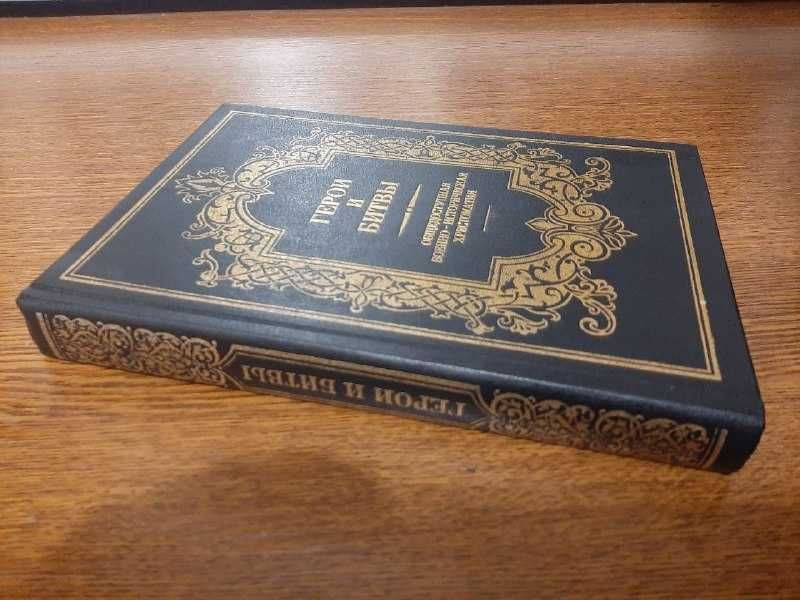 ГЕРОИ
И
БИТВЫ
ОБЩЕДОСТУПНАЯ
ВОЕННО-ИСТОРИЧЕСКАЯ
ХРЕСТОМАТИЯ
ГЕРОИ И БИТВЫ